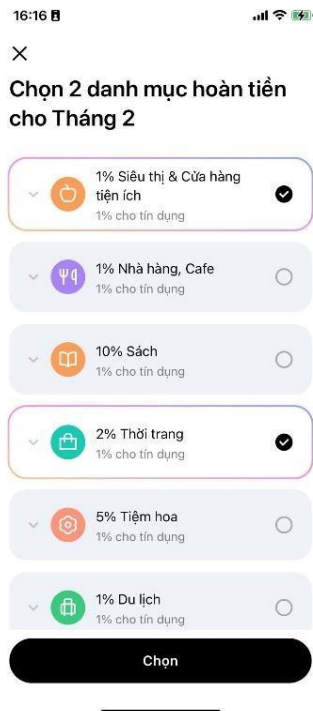 16:16
Chọn 2 danh mục hoàn tiền
cho Tháng 2
1% Siêu thị & Cửa hàng
tiện ích
1% cho tín dụng
1% Nhà hàng, Cafe
1% cho tín dụng
10% Sách
1% cho tín dụng
2% Thời trang
1% cho tín dụng
5% Tiệm hoa
1% cho tín dụng
1% Du lịch
1% cho tín dụng
Chọn